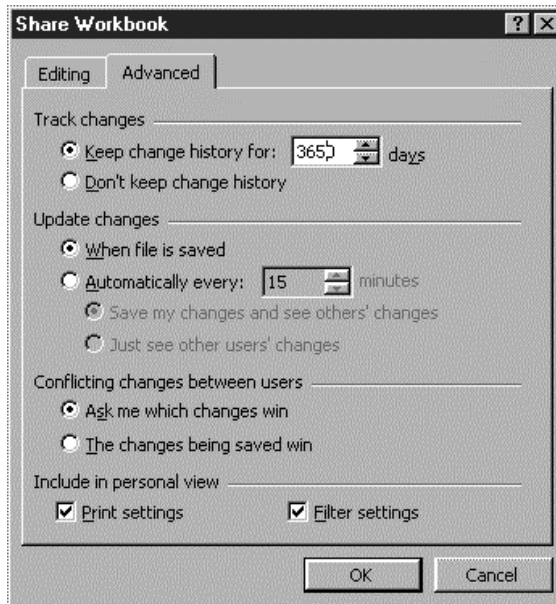 Share Workbook
Editing Advanced
Track changes
Keep change history for: 365 days
Don't keep change history
Update changes
When file is saved
Automatically every: 15 minutes
Save my changes and see others' changes
Just see other users' changes
Conflicting changes between users
Ask me which changes win
The changes being saved win
Include in personal view
Print settings Filter settings
OK Cancel